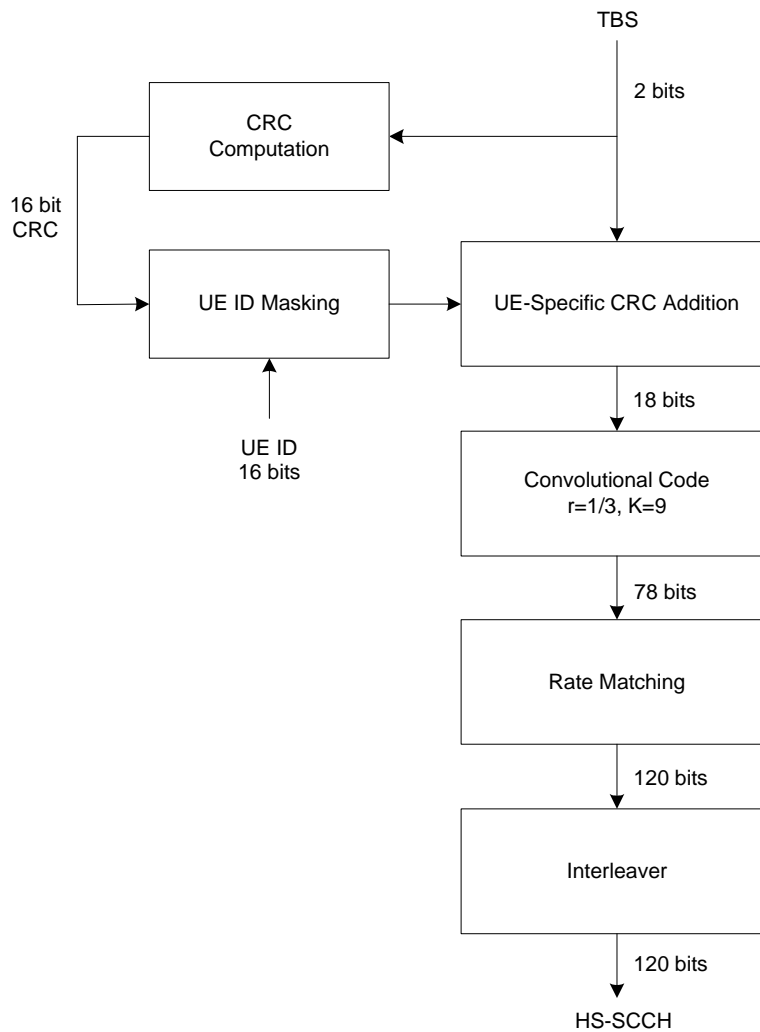 TBS
2 bits
CRC
Computation
16 bit
CRC
UE ID Masking
UE-Specific CRC Addition
18 bits
UE ID
16 bits
Convolutional Code
r=1/3, K=9
78 bits
Rate Matching
120 bits
Interleaver
120 bits
HS-SCCH